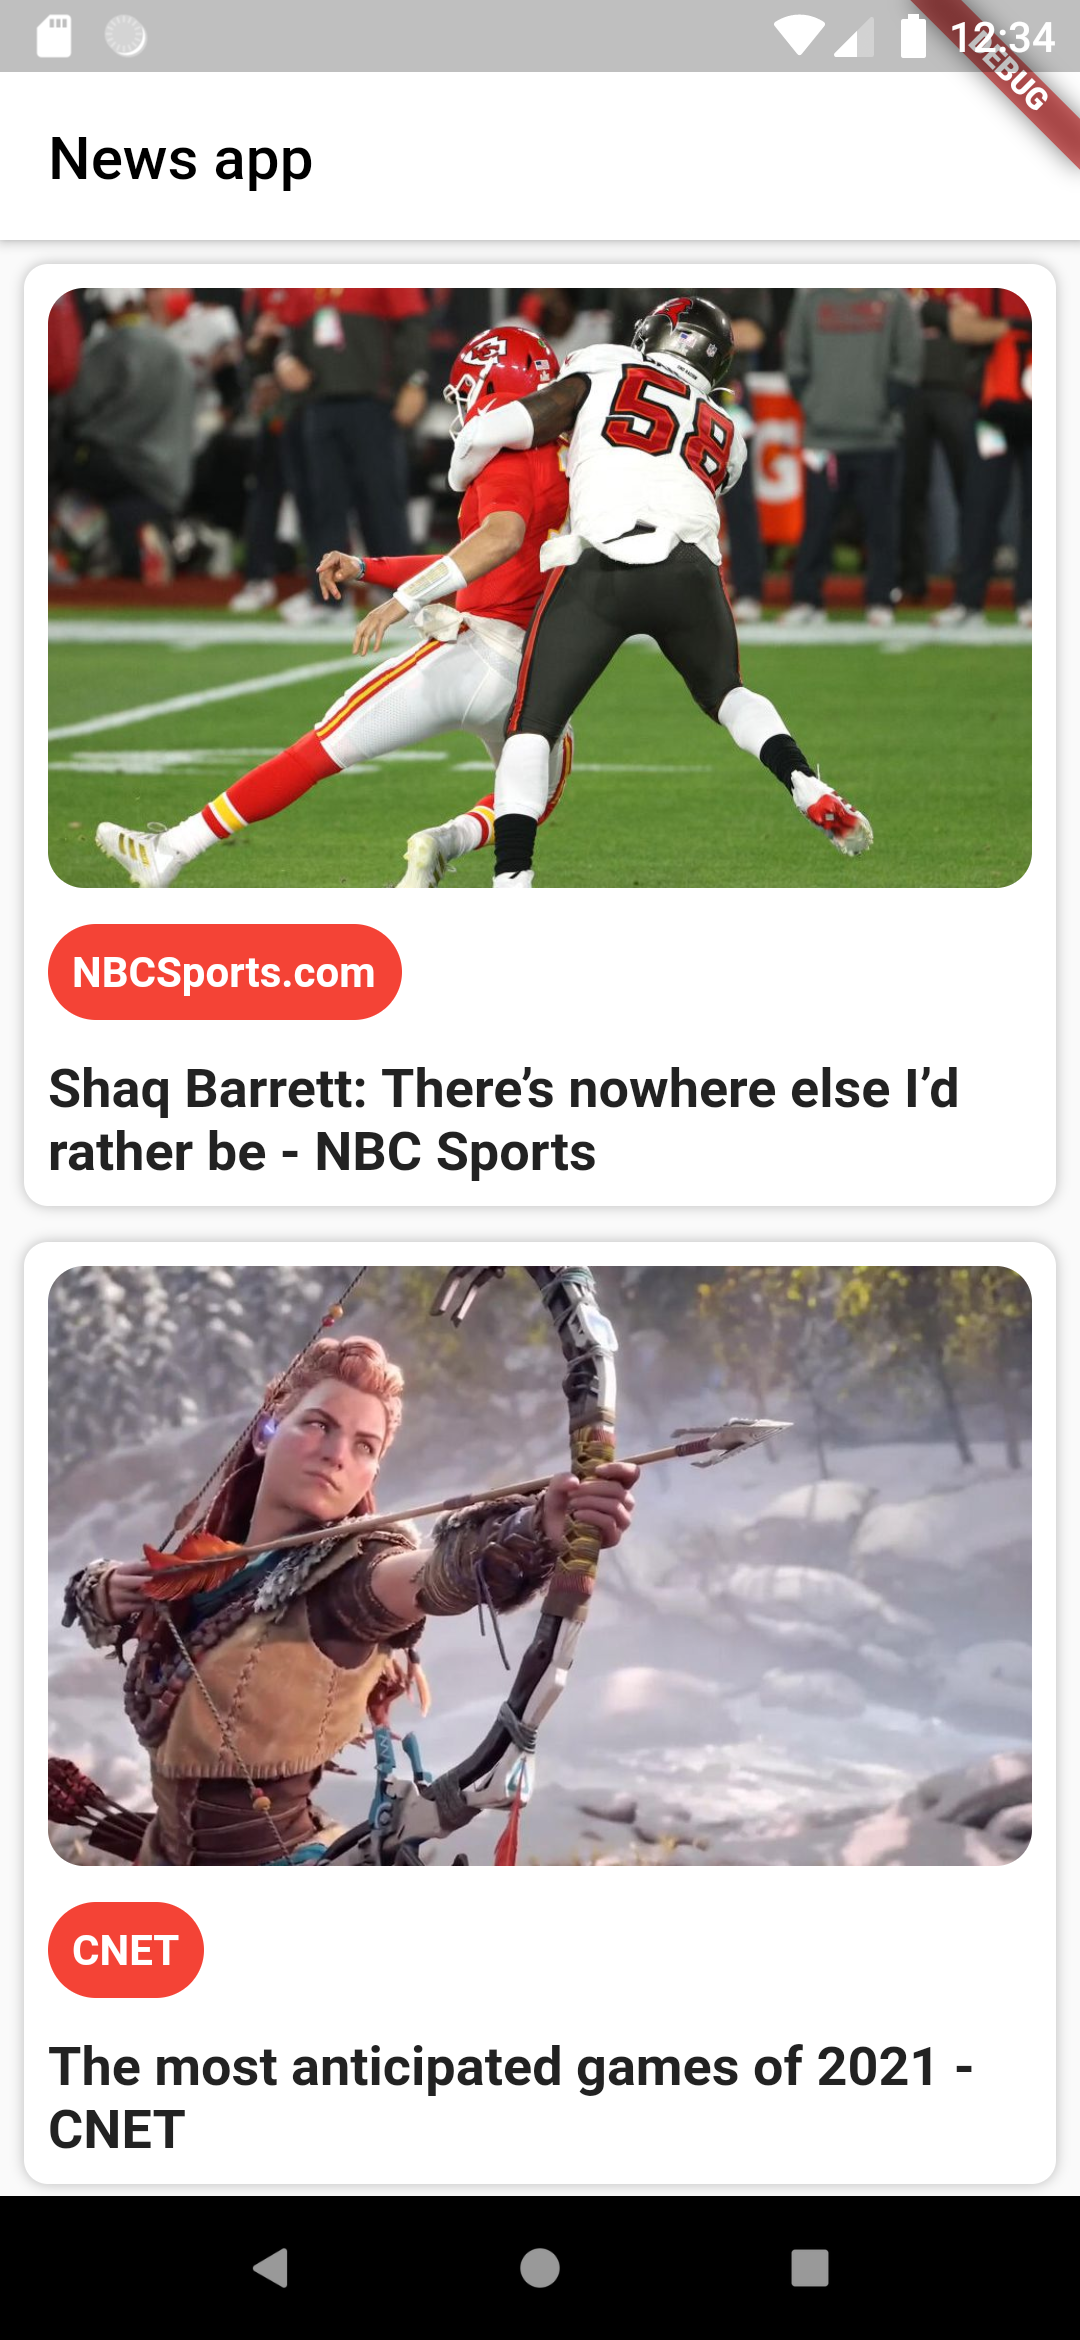 12:34
DEBUG
News app
58
G
NBCSports.com
Shaq Barrett: There’s nowhere else I’d
rather be - NBC Sports
CNET
The most anticipated games of 2021 -
CNET